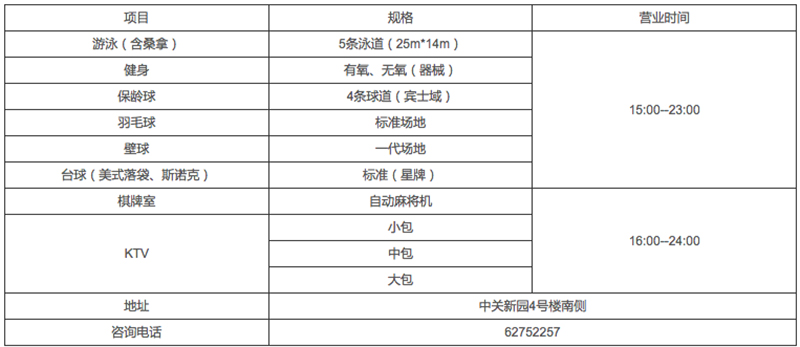 项目 规格 营业时间
游泳（含桑拿） 5条泳道（25m*14m）
健身 有氧、无氧（器械）
保龄球 4条球道（宾士域）
15:00--23:00
羽毛球 标准场地
壁球 一代场地
台球（美式落袋、斯诺克） 标准（星牌）
棋牌室 自动麻将机
小包
16:00--24:00
KTV 中包
大包
地址 中关新园4号楼南侧
咨询电话 62752257